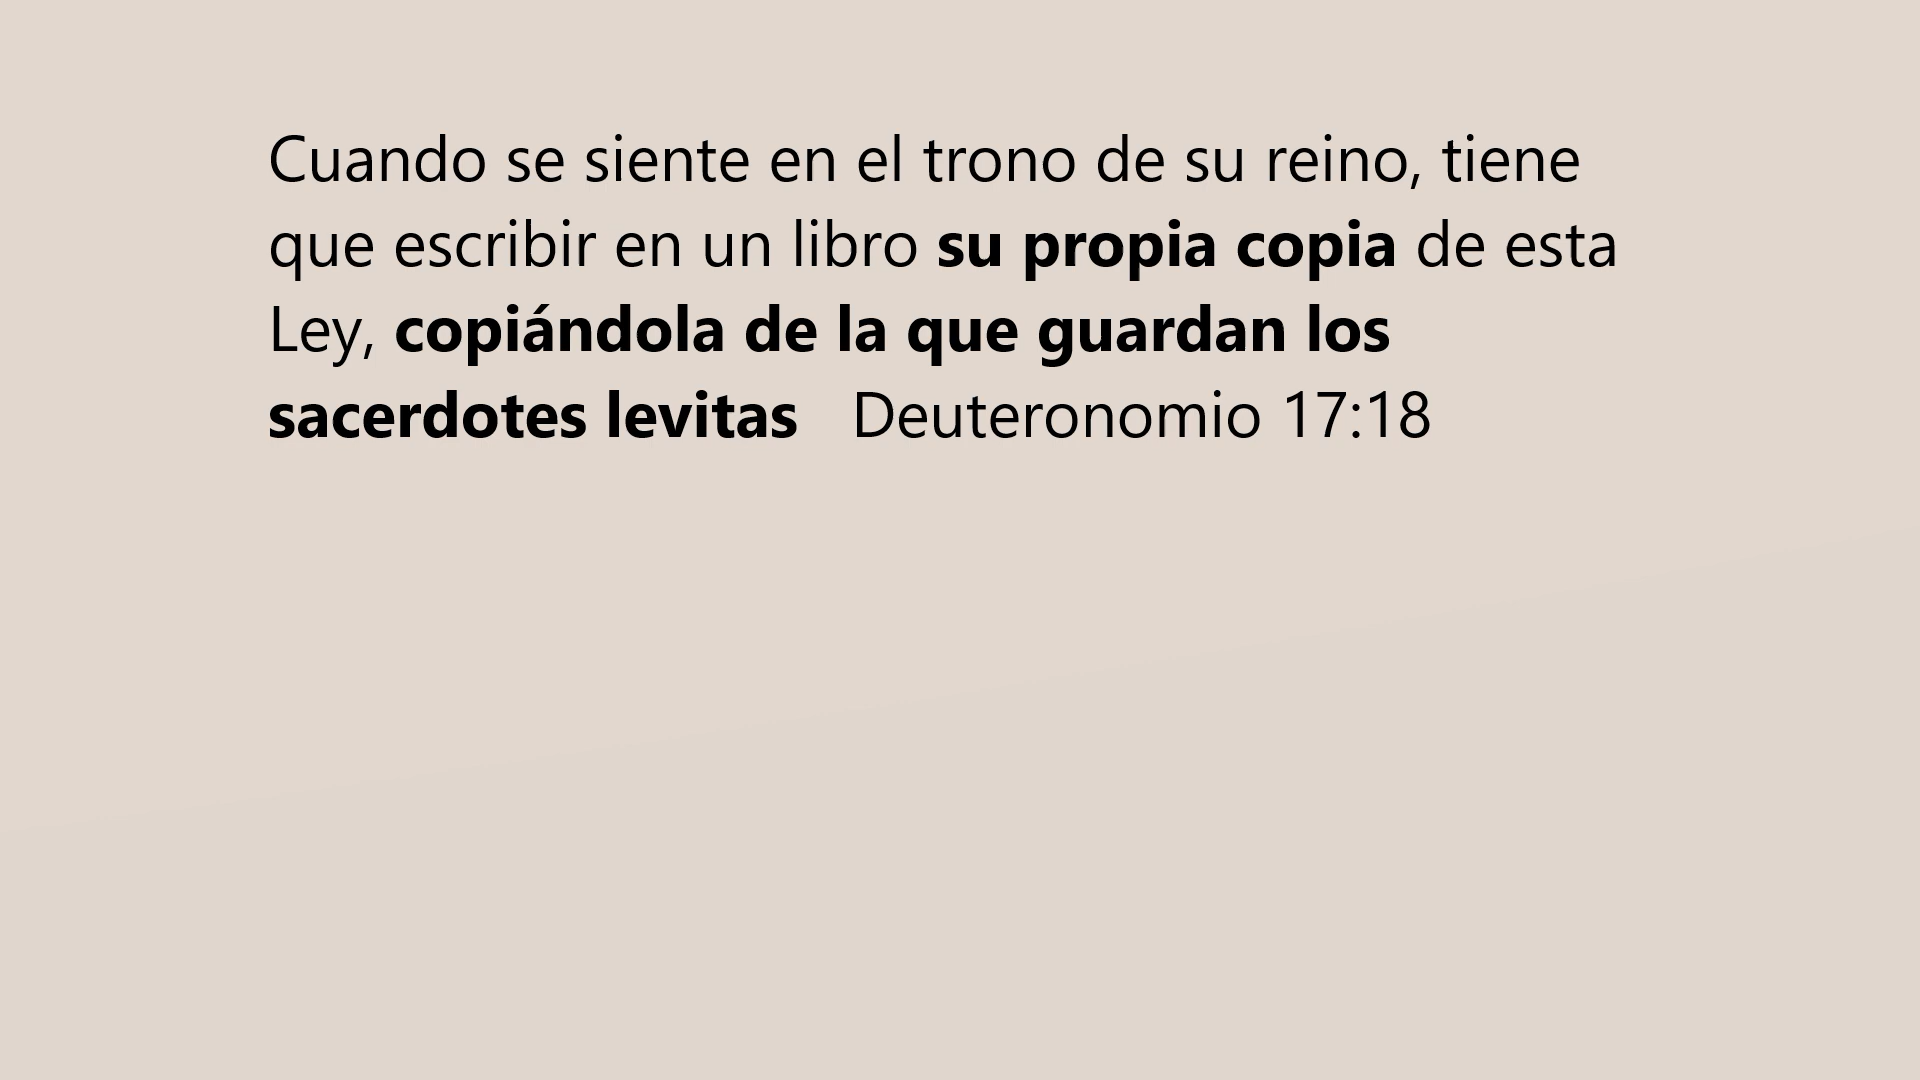 Cuando se siente en el trono de su reino, tiene
que escribir en un libro su propia copia de esta
Ley, copiándola de la que guardan los
sacerdotes levitas   Deuteronomio 17:18